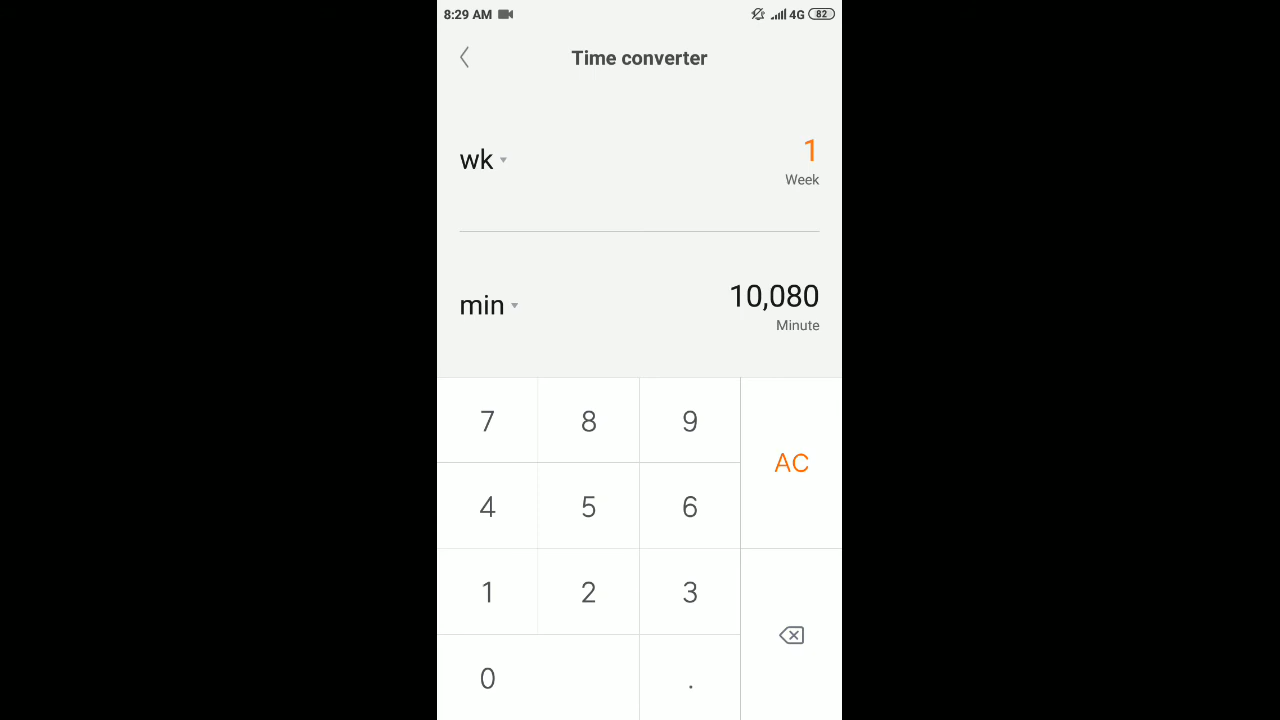 8:29 AM 4G 82
Time converter
wk 1
Week
min 10,080
Minute
7 8 9
AC
4 5 6
1 2 3
0 .